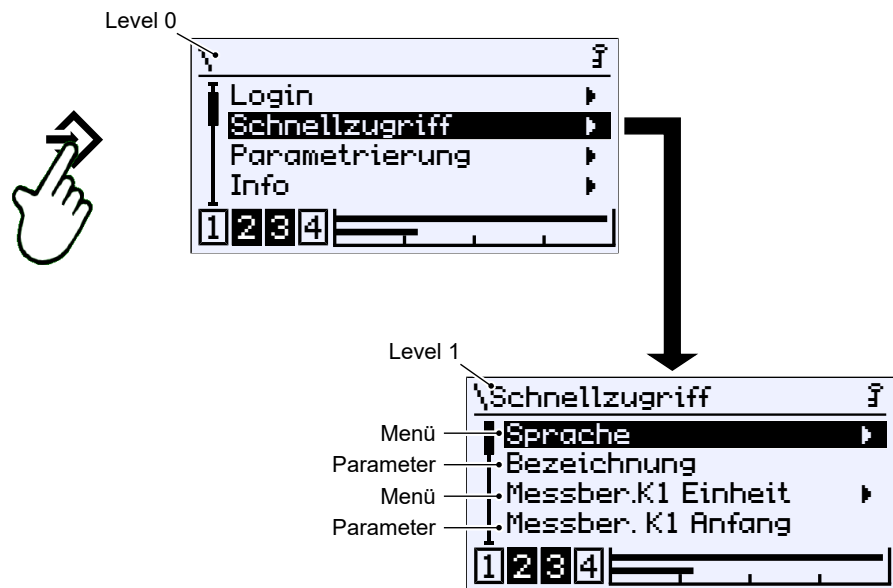 Level 0
\
Login
Schnellzugriff
Parametrierung
Info
1 2 3 4
Level 1
\Schnellzugriff
Menü
Sprache
Parameter
Bezeichnung
Menü
Messber.K1 Einheit
Parameter
Messber. K1 Anfang
1 2 3 4